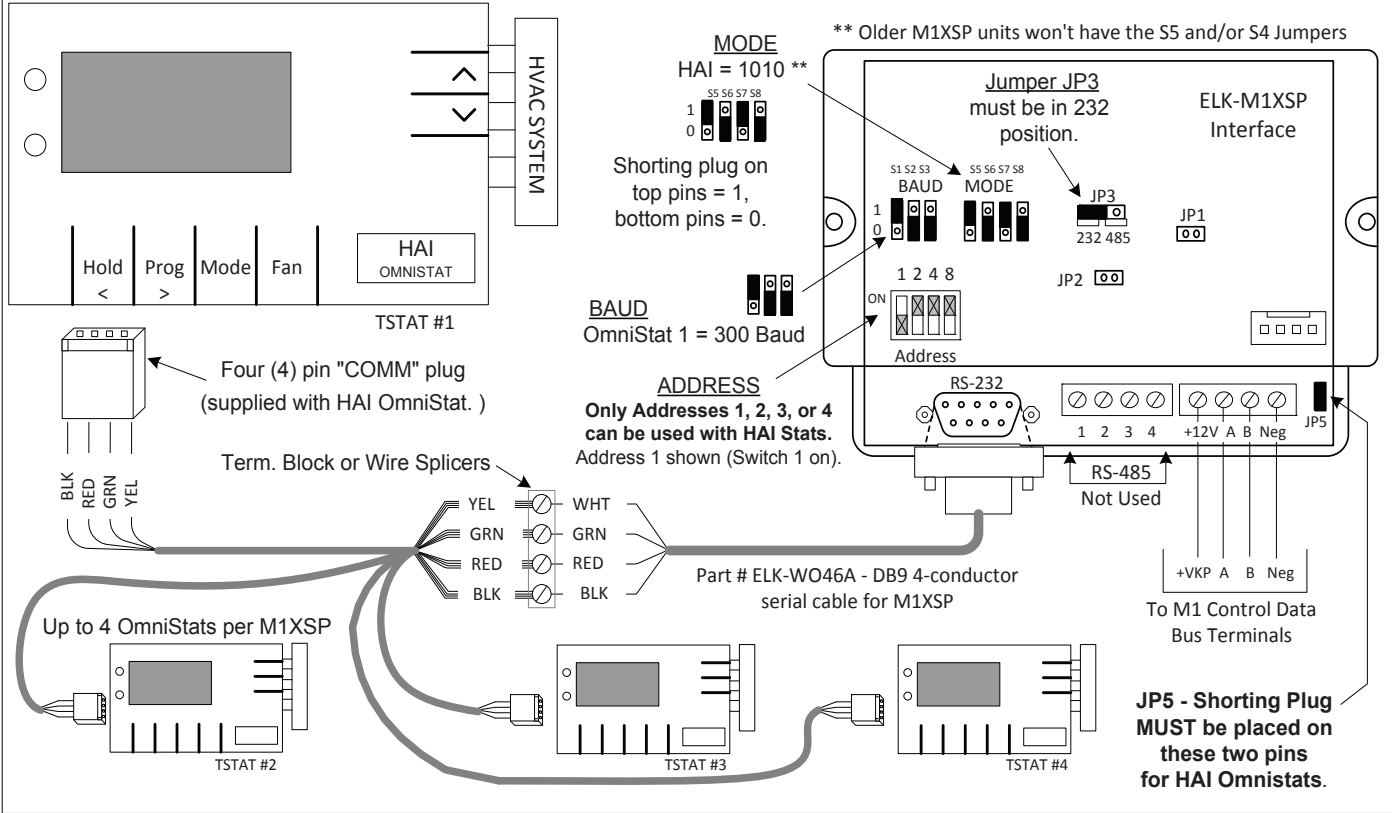 ** Older M1XSP units won't have the S5 and/or S4 Jumpers
HVAC SYSTEM
Hold
<
Prog
>
Mode
Fan
HAI
OMNISTAT
TSTAT #1
MODE
HAI = 1010 **
S5 S6 S7 S8
1
0
Shorting plug on
top pins = 1,
bottom pins = 0.
Jumper JP3
must be in 232
position.
ELK-M1XSP
Interface
S1 S2 S3
BAUD
1
0
S5 S6 S7 S8
MODE
JP3
232 485
JP1
JP2
1 2 4 8
ON
Address
BAUD
OmniStat 1 = 300 Baud
ADDRESS
Only Addresses 1, 2, 3, or 4
can be used with HAI Stats.
Address 1 shown (Switch 1 on).
RS-232
1 2 3 4
+12V A B Neg
JP5
RS-485
Not Used
+VKP A B Neg
To M1 Control Data
Bus Terminals
JP5 - Shorting Plug
MUST be placed on
these two pins
for HAI Omnistats.
Four (4) pin "COMM" plug
(supplied with HAI OmniStat. )
BLK
RED
GRN
YEL
Term. Block or Wire Splicers
YEL WHT
GRN GRN
RED RED
BLK BLK
Part # ELK-WO46A - DB9 4-conductor
serial cable for M1XSP
Up to 4 OmniStats per M1XSP
TSTAT #2
TSTAT #3
TSTAT #4